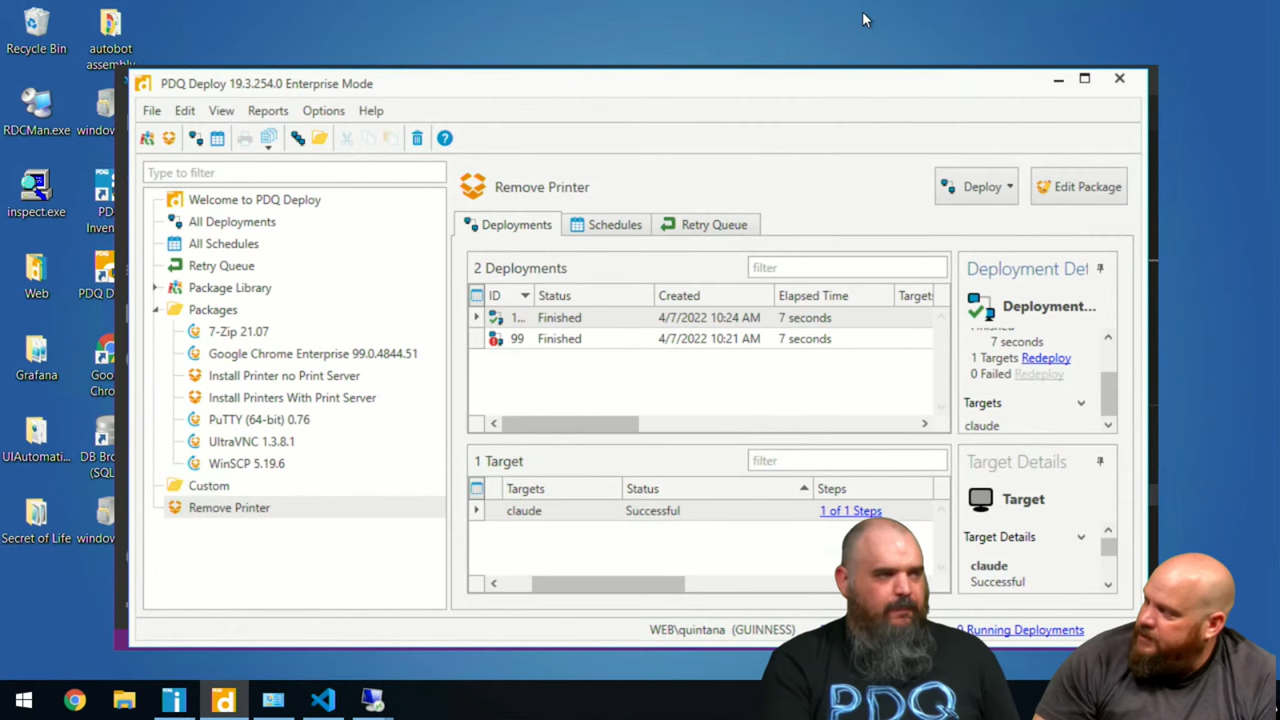 Recycle Bin
autobot
assembly
RDCMan.exe
inspect.exe
Web
Grafana
UIAutomati...
DB Bro
(SQL
Secret of Life
window
PDQ Deploy 19.3.254.0 Enterprise Mode
File Edit View Reports Options Help
Type to filter
Welcome to PDQ Deploy
All Deployments
All Schedules
Retry Queue
Package Library
Packages
7-Zip 21.07
Google Chrome Enterprise 99.0.4844.51
Install Printer no Print Server
Install Printers With Print Server
PuTTY (64-bit) 0.76
UltraVNC 1.3.8.1
WinSCP 5.19.6
Custom
Remove Printer
Remove Printer
Deploy
Edit Package
Deployments Schedules Retry Queue
2 Deployments filter
ID Status Created Elapsed Time Target
1... Finished 4/7/2022 10:24 AM 7 seconds
99 Finished 4/7/2022 10:21 AM 7 seconds
1 Target filter
Targets Status Steps
claude Successful 1 of 1 Steps
Deployment Det
Deployment...
7 seconds
1 Targets Redeploy
0 Failed Redeploy
Targets
claude
Target Details
Target
Target Details
claude
Successful
WEB\quintana (GUINNESS)
Running Deployments
PDQ